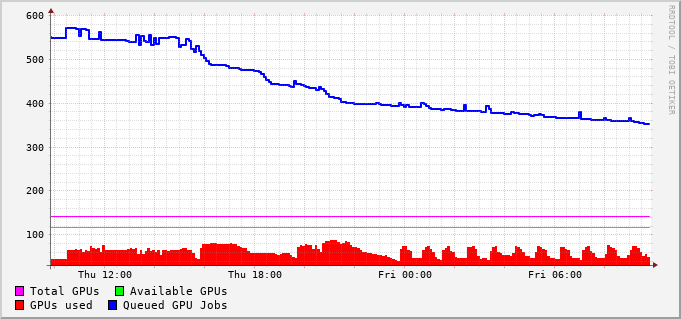 600
500
400
300
200
100
Thu 12:00 Thu 18:00 Fri 00:00 Fri 06:00
Total GPUs Available GPUs
GPUs used Queued GPU Jobs
RRDTOOL / TOBI OETIKER